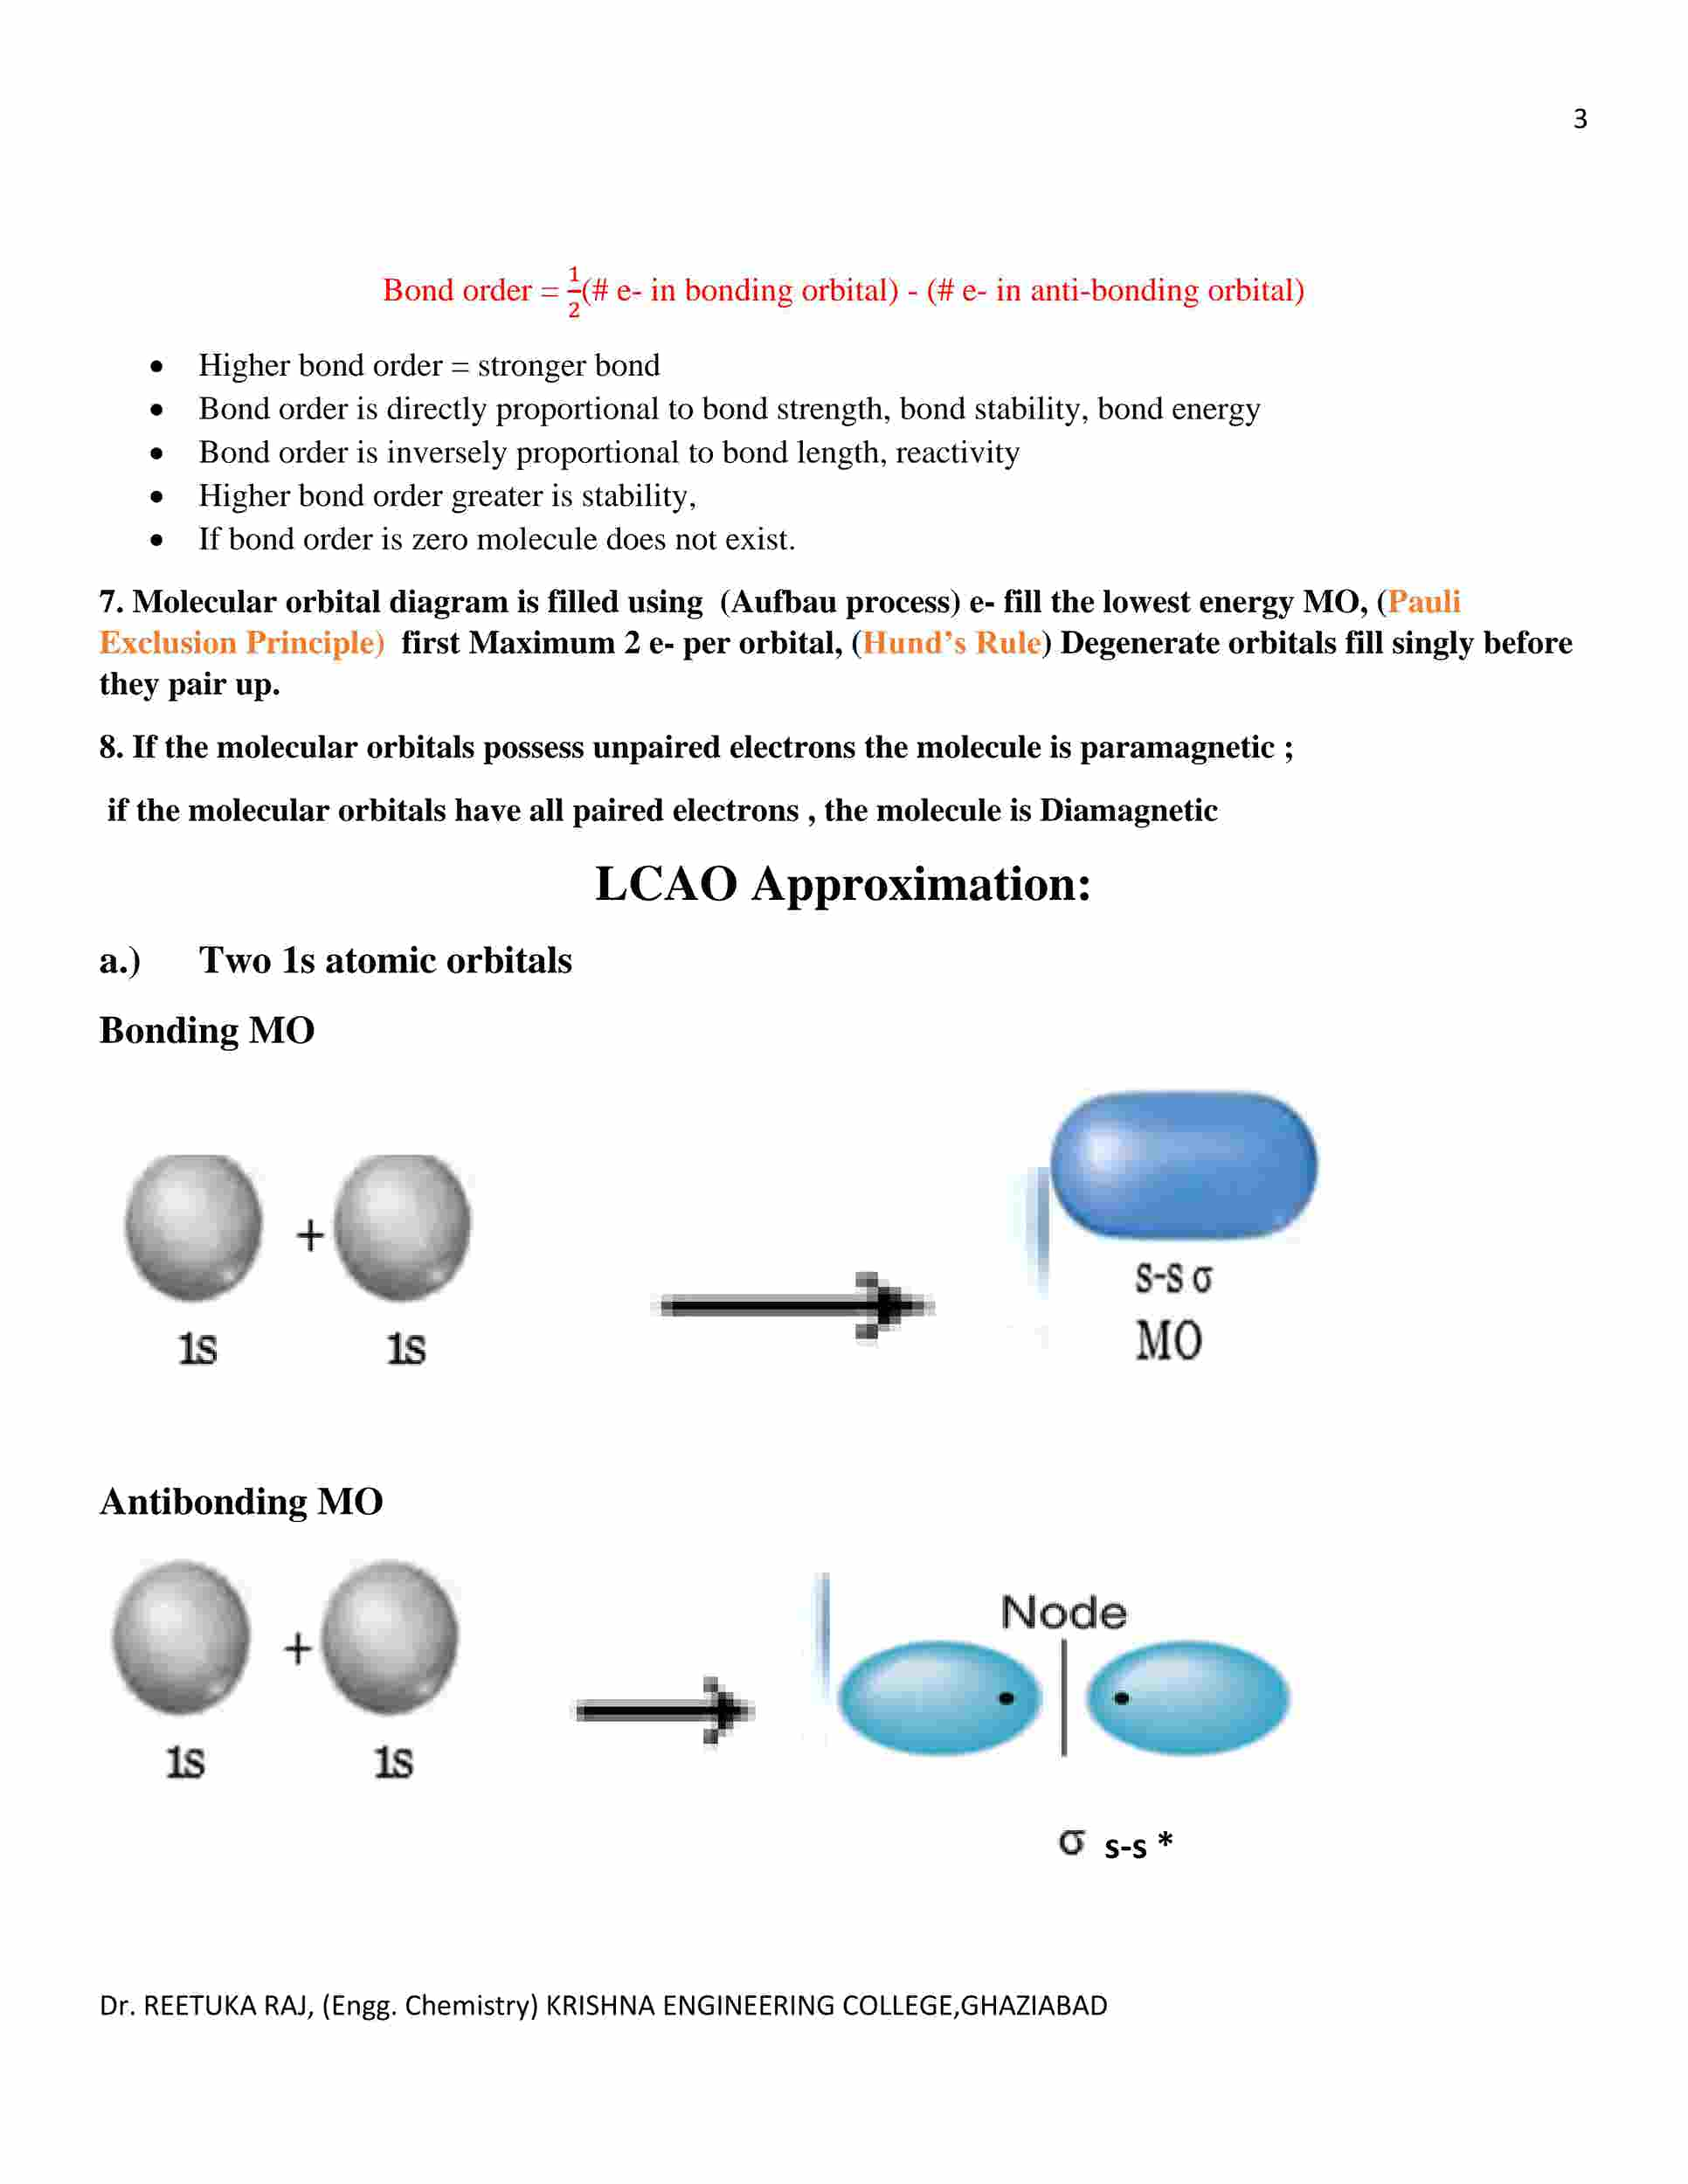 3
Bond order = 1/2(# e- in bonding orbital) - (# e- in anti-bonding orbital)
• Higher bond order = stronger bond
• Bond order is directly proportional to bond strength, bond stability, bond energy
• Bond order is inversely proportional to bond length, reactivity
• Higher bond order greater is stability,
• If bond order is zero molecule does not exist.
7. Molecular orbital diagram is filled using (Aufbau process) e- fill the lowest energy MO, (Pauli
Exclusion Principle) first Maximum 2 e- per orbital, (Hund’s Rule) Degenerate orbitals fill singly before
they pair up.
8. If the molecular orbitals possess unpaired electrons the molecule is paramagnetic ;
if the molecular orbitals have all paired electrons , the molecule is Diamagnetic
LCAO Approximation:
a.) Two 1s atomic orbitals
Bonding MO
+
1s 1s
s-s σ
MO
Antibonding MO
Node
+
1s 1s
σ s-s *
Dr. REETUKA RAJ, (Engg. Chemistry) KRISHNA ENGINEERING COLLEGE,GHAZIABAD